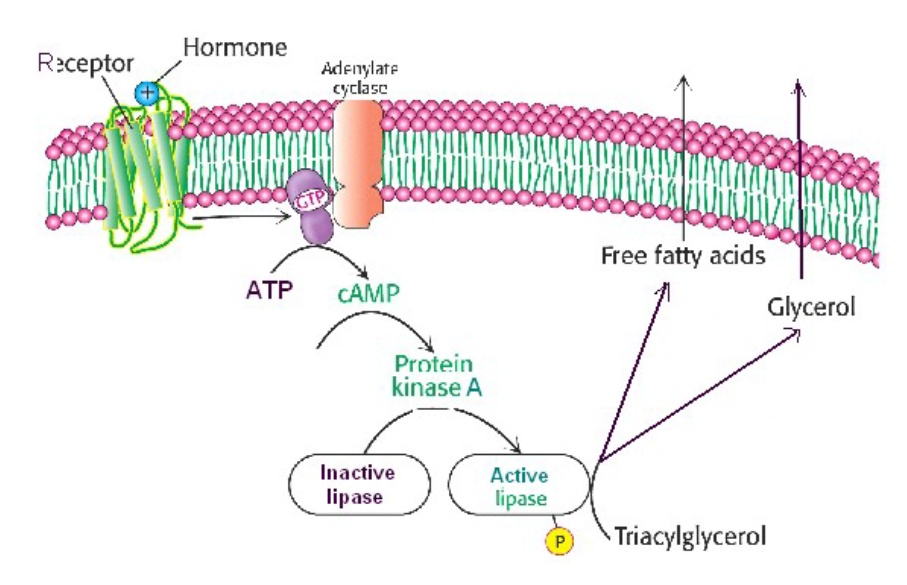 Hormone
Receptor
Adenylate
cyclase
+
GTP
Free fatty acids
ATP
cAMP
Glycerol
Protein
kinase A
Inactive
lipase
Active
lipase
P
Triacylglycerol